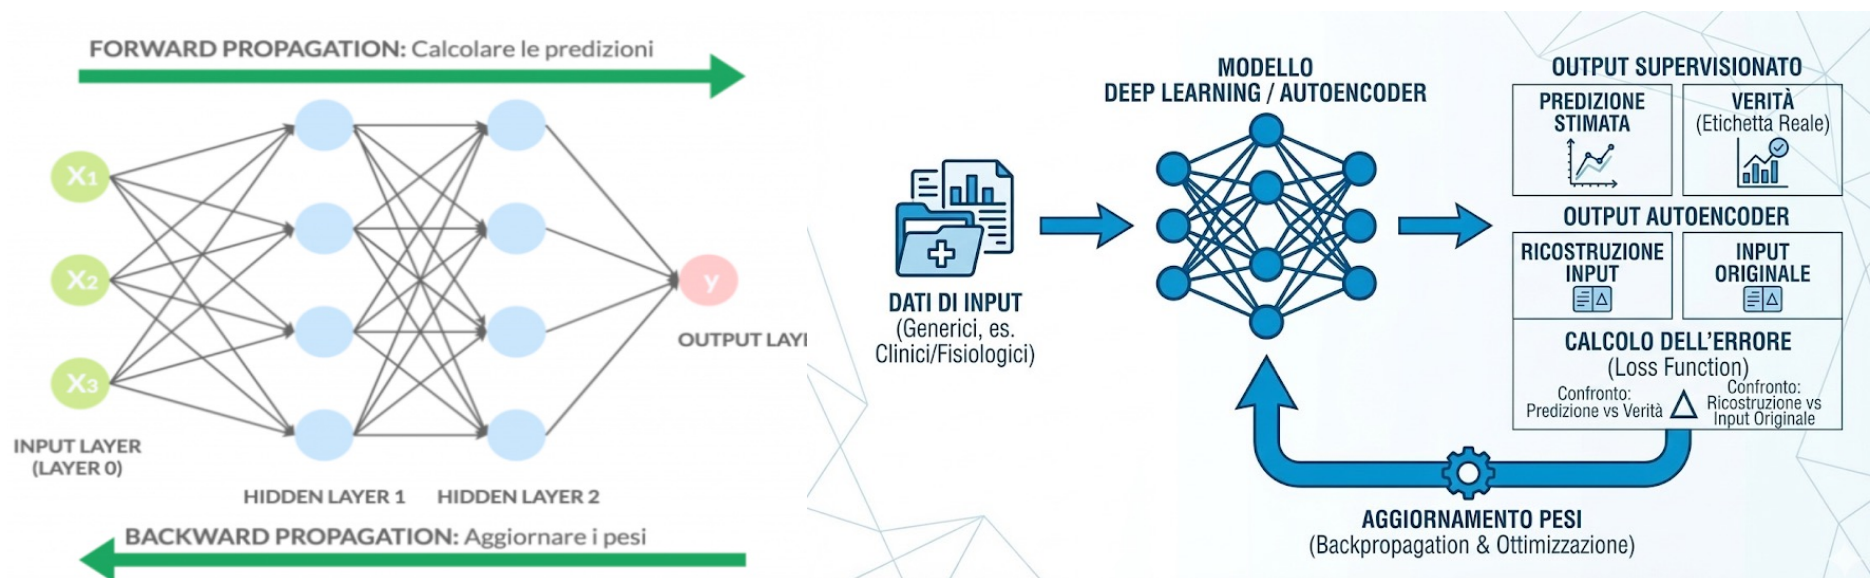 FORWARD PROPAGATION: Calcolare le predizioni
X1
X2
X3
y
OUTPUT LAYI
INPUT LAYER
(LAYER 0)
HIDDEN LAYER 1
HIDDEN LAYER 2
BACKWARD PROPAGATION: Aggiornare i pesi
DATI DI INPUT
(Generici, es.
Clinici/Fisiologici)
MODELLO
DEEP LEARNING / AUTOENCODER
OUTPUT SUPERVISIONATO
PREDIZIONE
STIMATA
VERITÀ
(Etichetta Reale)
OUTPUT AUTOENCODER
RICOSTRUZIONE
INPUT
INPUT
ORIGINALE
CALCOLO DELL'ERRORE
(Loss Function)
Confronto:
Predizione vs Verità
Confronto:
Ricostruzione vs
Input Originale
AGGIORNAMENTO PESI
(Backpropagation & Ottimizzazione)